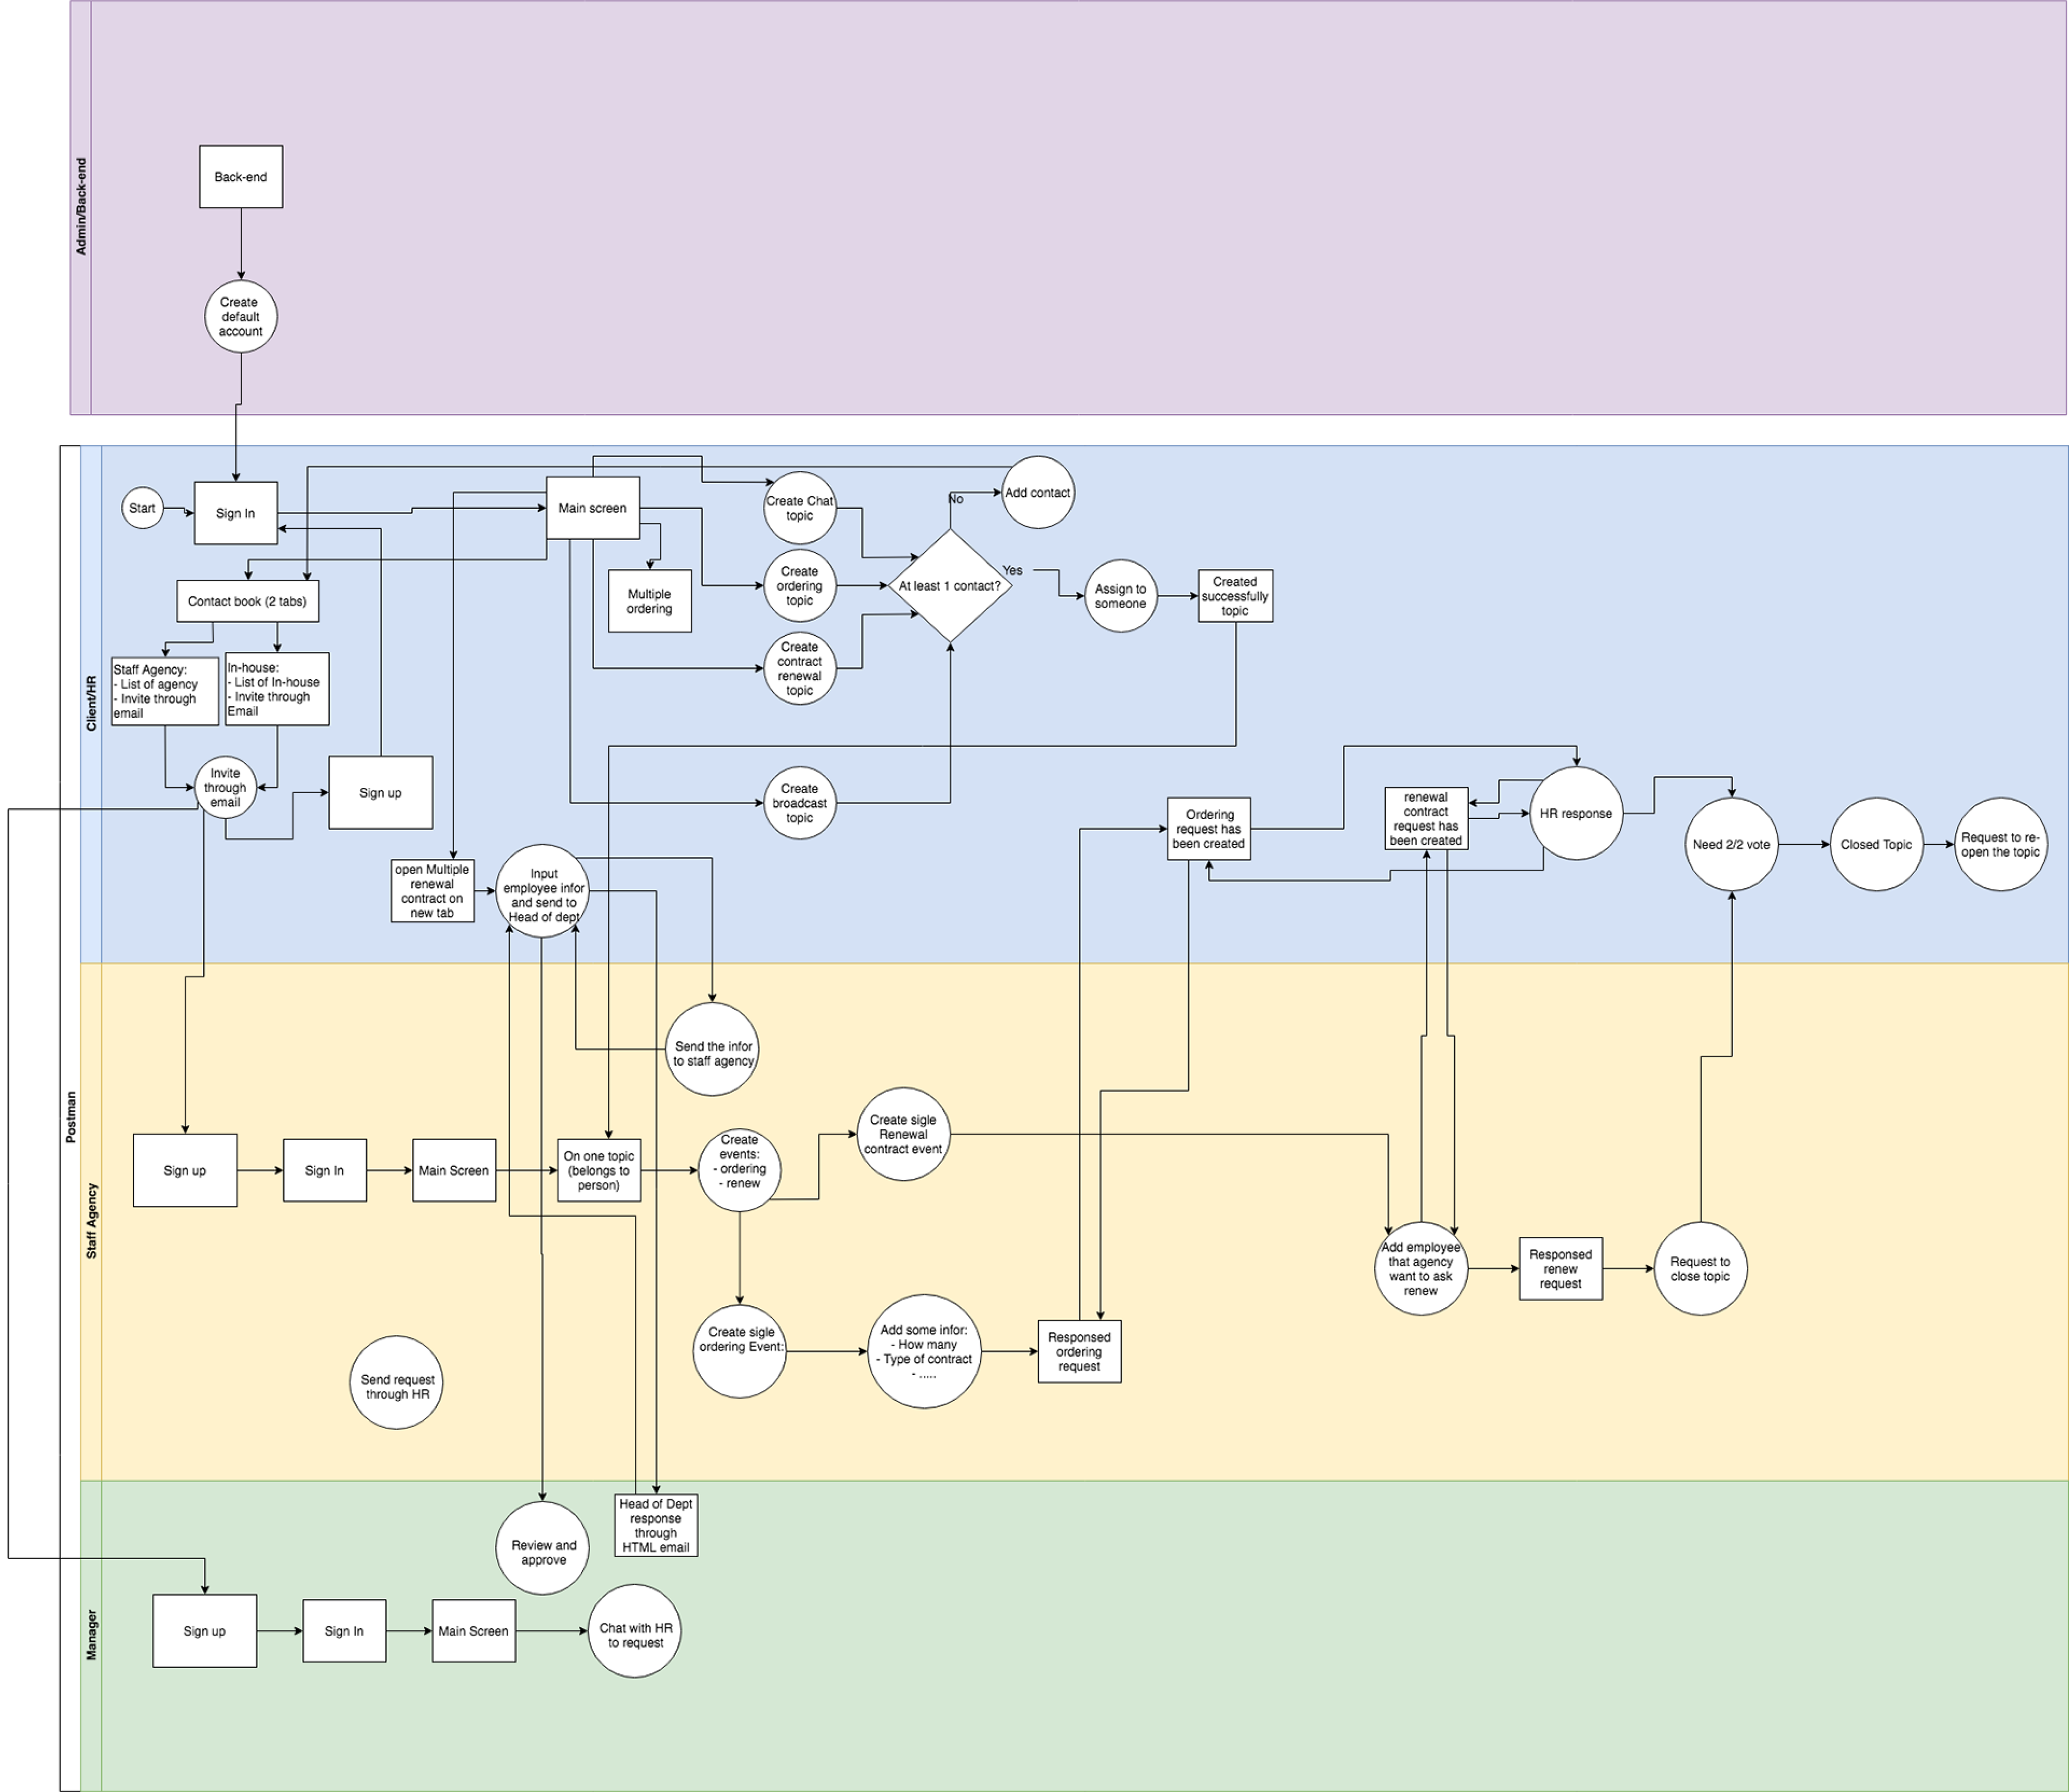 Admin/Back-end
Back-end
Create
default
account
Postman
Client/HR
Start
Sign In
Main screen
Create Chat
topic
No
Add contact
Multiple
ordering
Create
ordering
topic
At least 1 contact?
Yes
Assign to
someone
Created
successfully
topic
Contact book (2 tabs)
Create
contract
renewal
topic
Staff Agency:
- List of agency
- Invite through
email
In-house:
- List of In-house
- Invite through
Email
Invite
through
email
Sign up
Create
broadcast
topic
Ordering
request has
been created
renewal
contract
request has
been created
HR response
Need 2/2 vote
Closed Topic
Request to re-
open the topic
open Multiple
renewal
contract on
new tab
Input
employee infor
and send to
Head of dept
Staff Agency
Send the infor
to staff agency
Create sigle
Renewal
contract event
Sign up
Sign In
Main Screen
On one topic
(belongs to
person)
Create
events:
- ordering
- renew
Add employee
that agency
want to ask
renew
Responsed
renew
request
Request to
close topic
Create sigle
ordering Event:
Add some infor:
- How many
- Type of contract
- .....
Responsed
ordering
request
Send request
through HR
Manager
Review and
approve
Head of Dept
response
through
HTML email
Sign up
Sign In
Main Screen
Chat with HR
to request